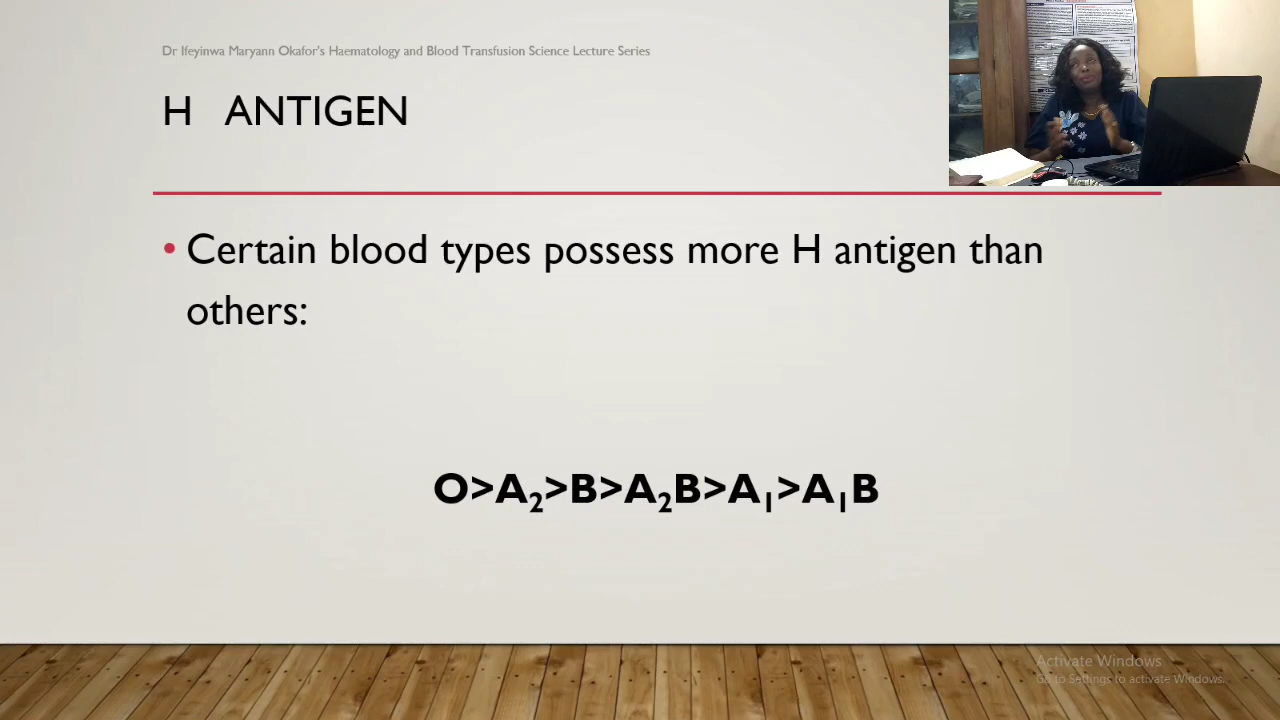 Dr Ifeyinwa Maryann Okafor's Haematology and Blood Transfusion Science Lecture Series
H ANTIGEN
• Certain blood types possess more H antigen than
others:
O>A₂>B>A₂B>A₁>A₁B
Activate Windows
Go to Settings to activate Windows.